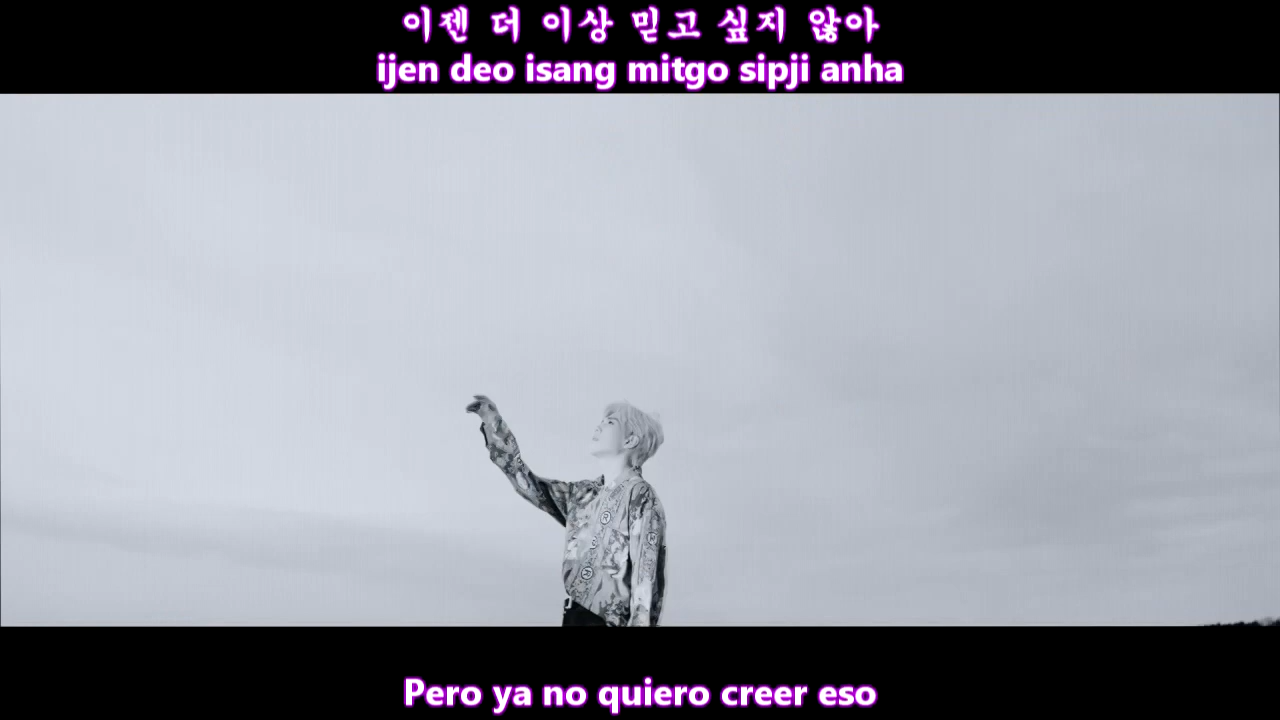 이젠 더 이상 믿고 싶지 않아
ijen deo isang mitgo sipji anha
Pero ya no quiero creer eso